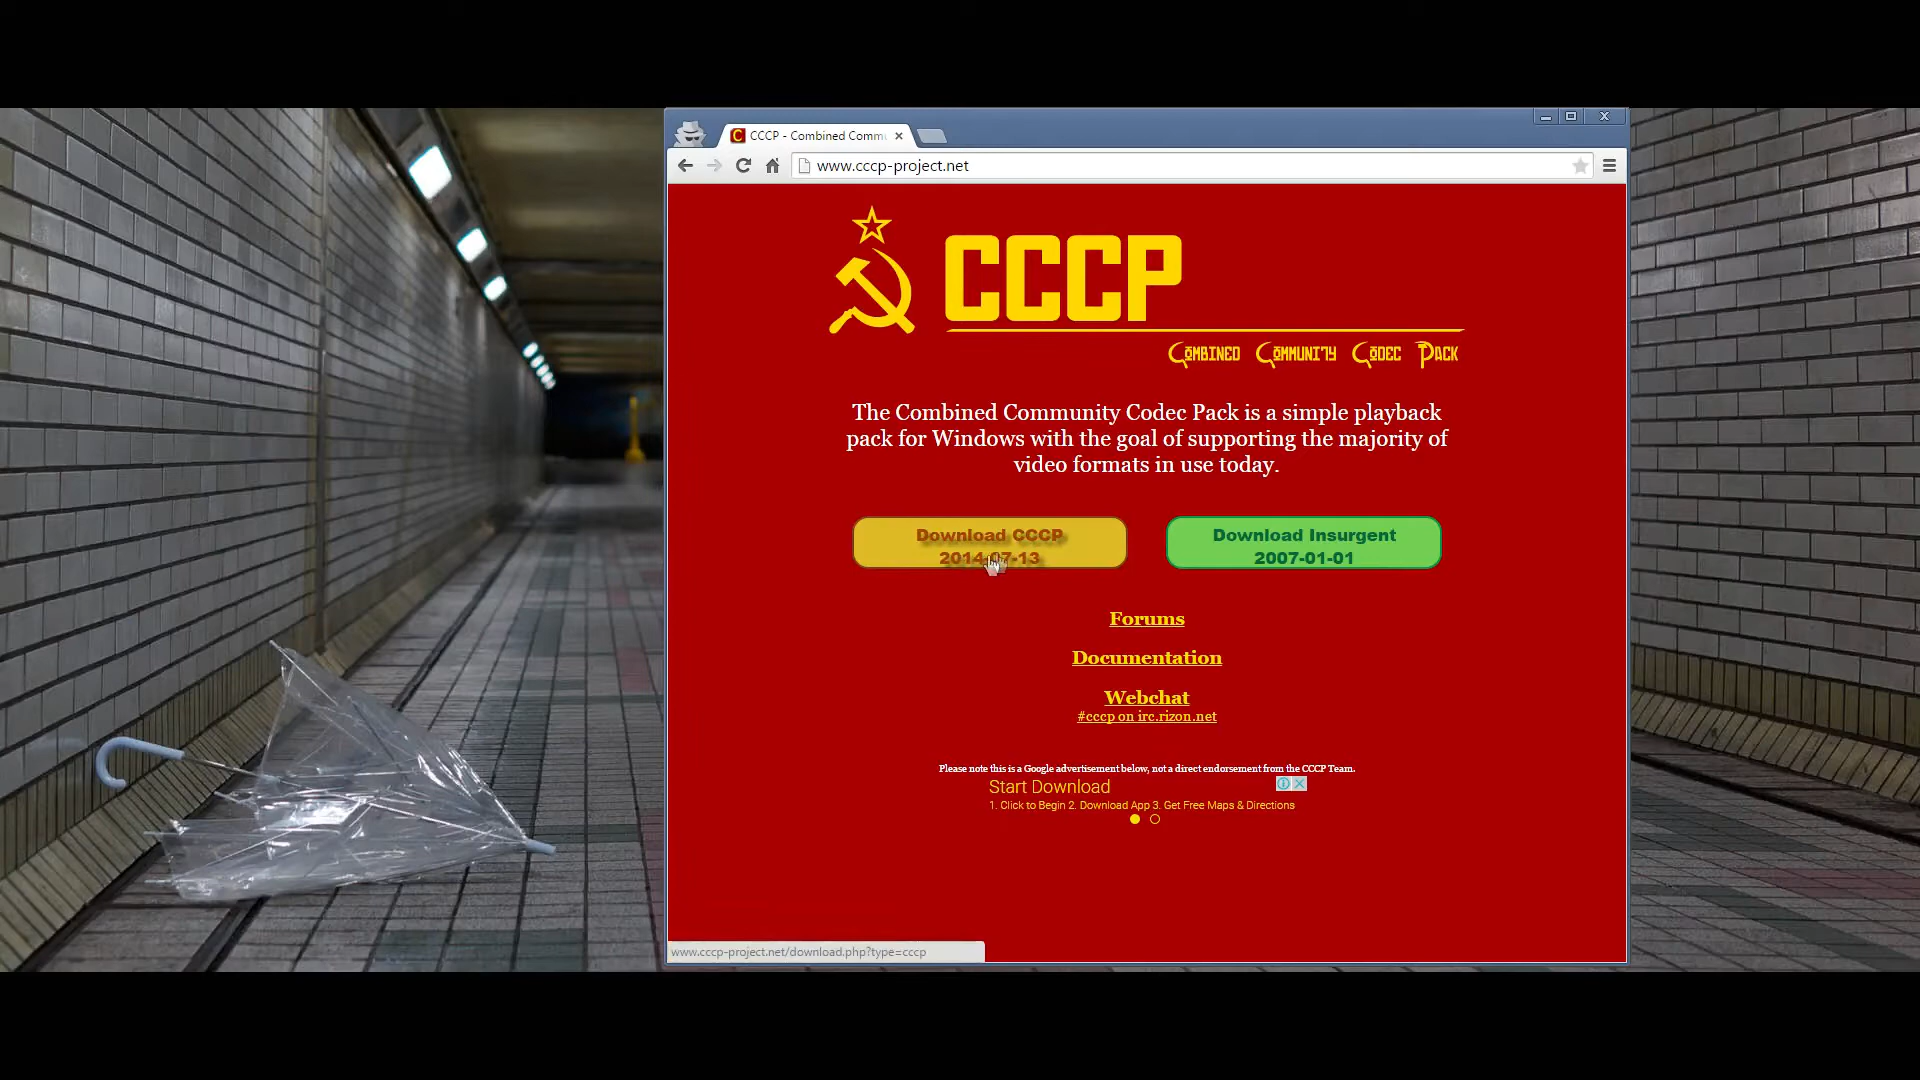 CCCP - Combined Comm
www.cccp-project.net
CCCP
Combined Community Codec Pack
The Combined Community Codec Pack is a simple playback
pack for Windows with the goal of supporting the majority of
video formats in use today.
Download CCCP
2014-07-13
Download Insurgent
2007-01-01
Forums
Documentation
Webchat
#cccp on irc.rizon.net
Please note this is a Google advertisement below, not a direct endorsement from the CCCP Team.
Start Download
1. Click to Begin 2. Download App 3. Get Free Maps & Directions
www.cccp-project.net/download.php?type=cccp